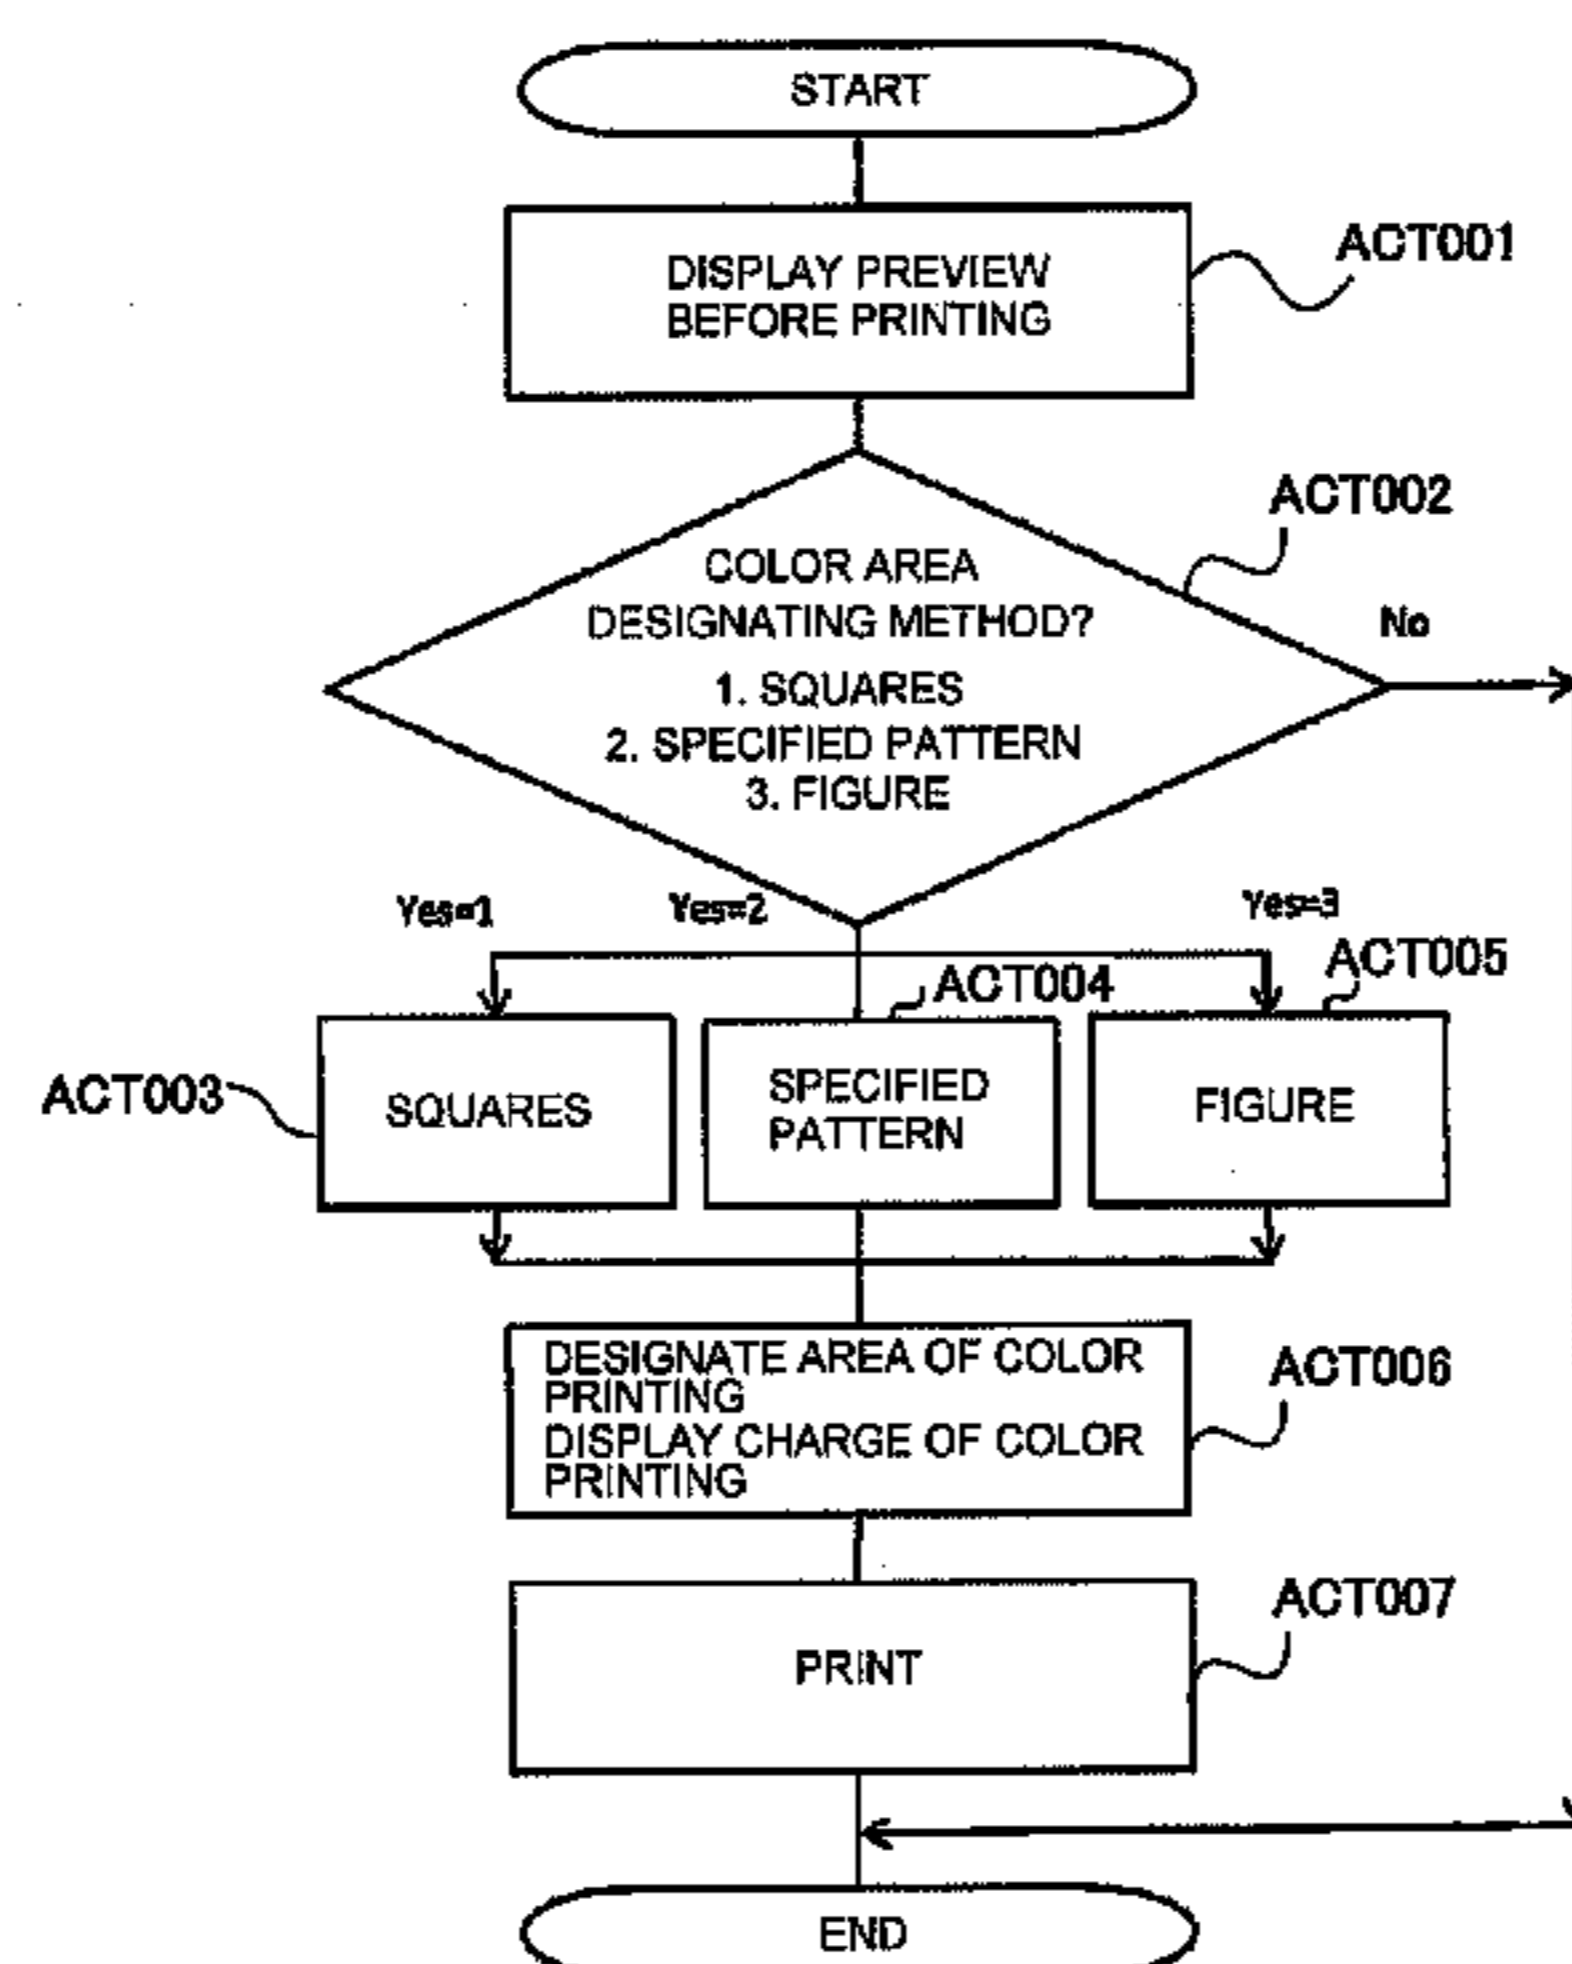 START
DISPLAY PREVIEW
BEFORE PRINTING
ACT001
ACT002
COLOR AREA
DESIGNATING METHOD?
1. SQUARES
2. SPECIFIED PATTERN
3. FIGURE
No
Yes=1
Yes=2
Yes=3
ACT003
SQUARES
ACT004
SPECIFIED
PATTERN
ACT005
FIGURE
DESIGNATE AREA OF COLOR
PRINTING
DISPLAY CHARGE OF COLOR
PRINTING
ACT006
PRINT
ACT007
END